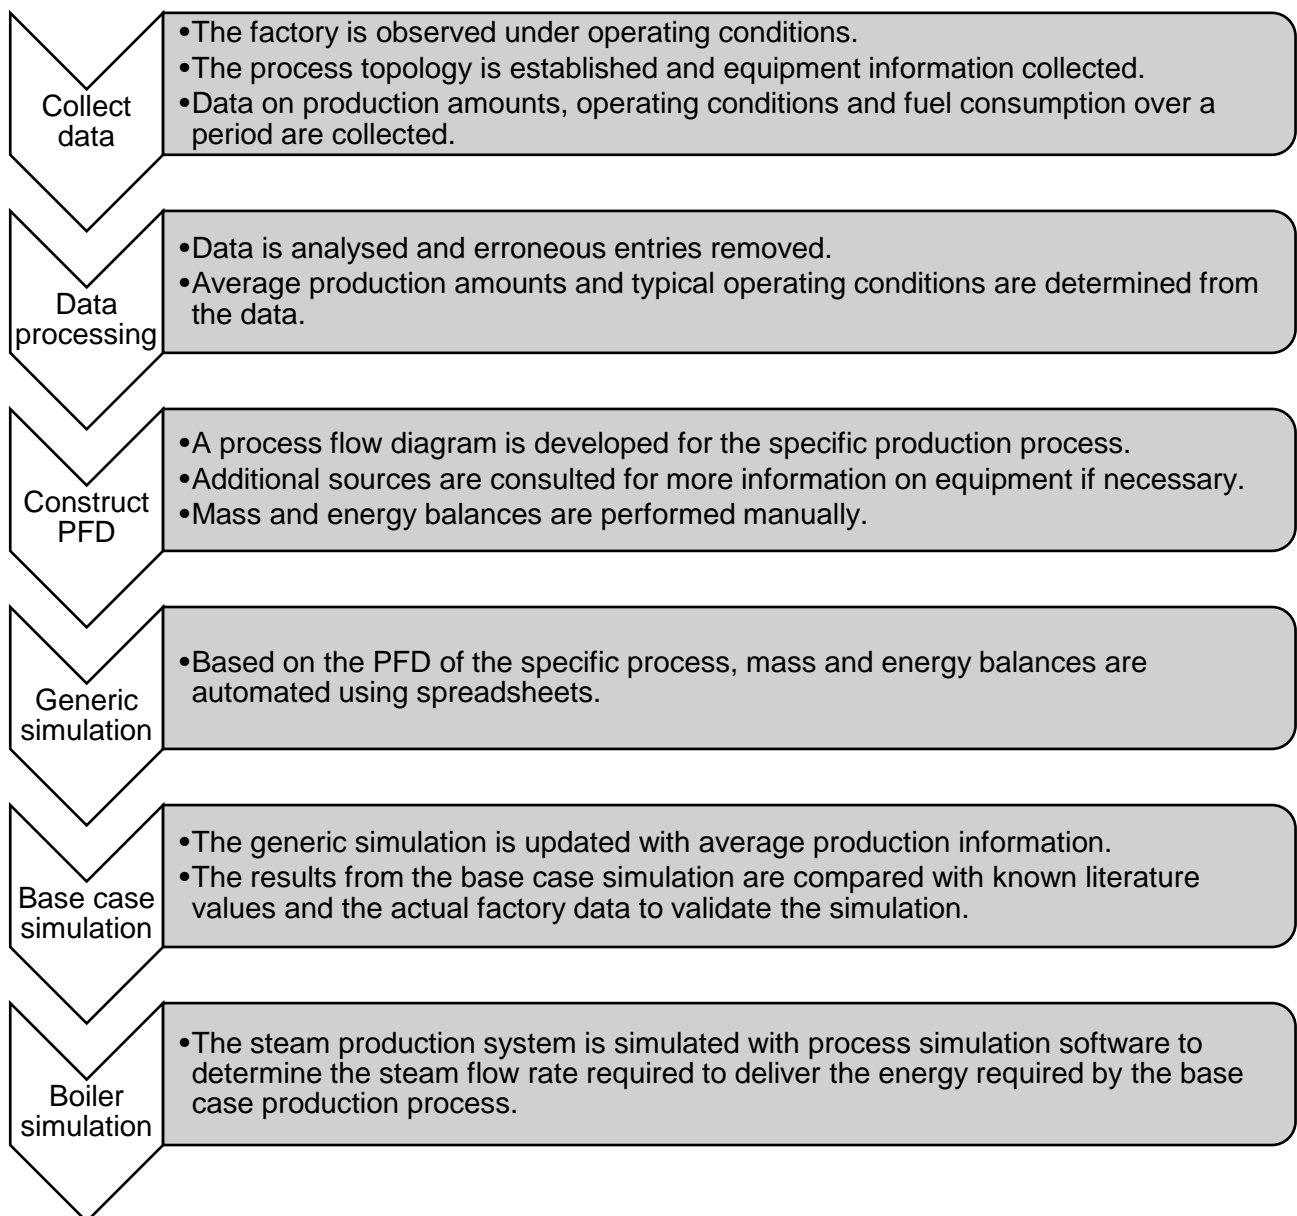 Collect
data
•The factory is observed under operating conditions.
•The process topology is established and equipment information collected.
•Data on production amounts, operating conditions and fuel consumption over a
period are collected.
Data
processing
•Data is analysed and erroneous entries removed.
•Average production amounts and typical operating conditions are determined from
the data.
Construct
PFD
•A process flow diagram is developed for the specific production process.
•Additional sources are consulted for more information on equipment if necessary.
•Mass and energy balances are performed manually.
Generic
simulation
•Based on the PFD of the specific process, mass and energy balances are
automated using spreadsheets.
Base case
simulation
•The generic simulation is updated with average production information.
•The results from the base case simulation are compared with known literature
values and the actual factory data to validate the simulation.
Boiler
simulation
•The steam production system is simulated with process simulation software to
determine the steam flow rate required to deliver the energy required by the base
case production process.